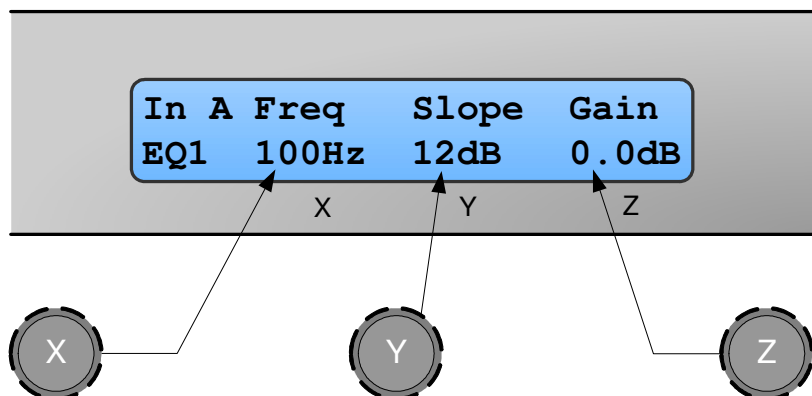 In A Freq Slope Gain
EQ1 100Hz 12dB 0.0dB
X Y Z
X Y Z